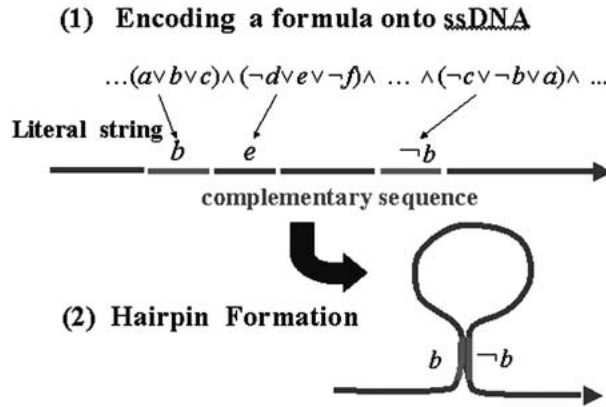 (1) Encoding a formula onto ssDNA
...(a∨b∨c)∧(¬d∨e∨¬f)∧ ... ∧(¬c∨¬b∨a)∧ ...
Literal string
b e ¬b
complementary sequence
(2) Hairpin Formation
b ¬b